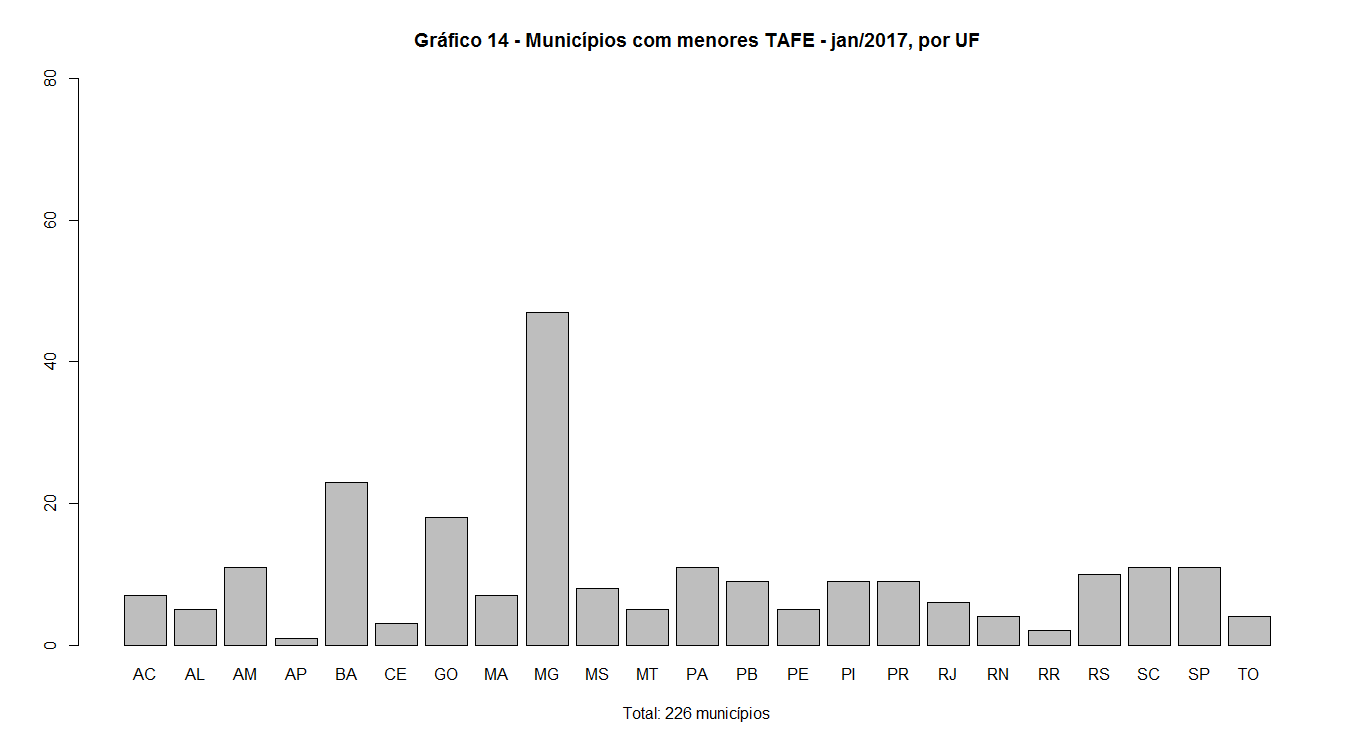 Gráfico 14 - Municípios com menores TAFE - jan/2017, por UF
80
60
40
20
0
AC AL AM AP BA CE GO MA MG MS MT PA PB PE PI PR RJ RN RR RS SC SP TO
Total: 226 municípios